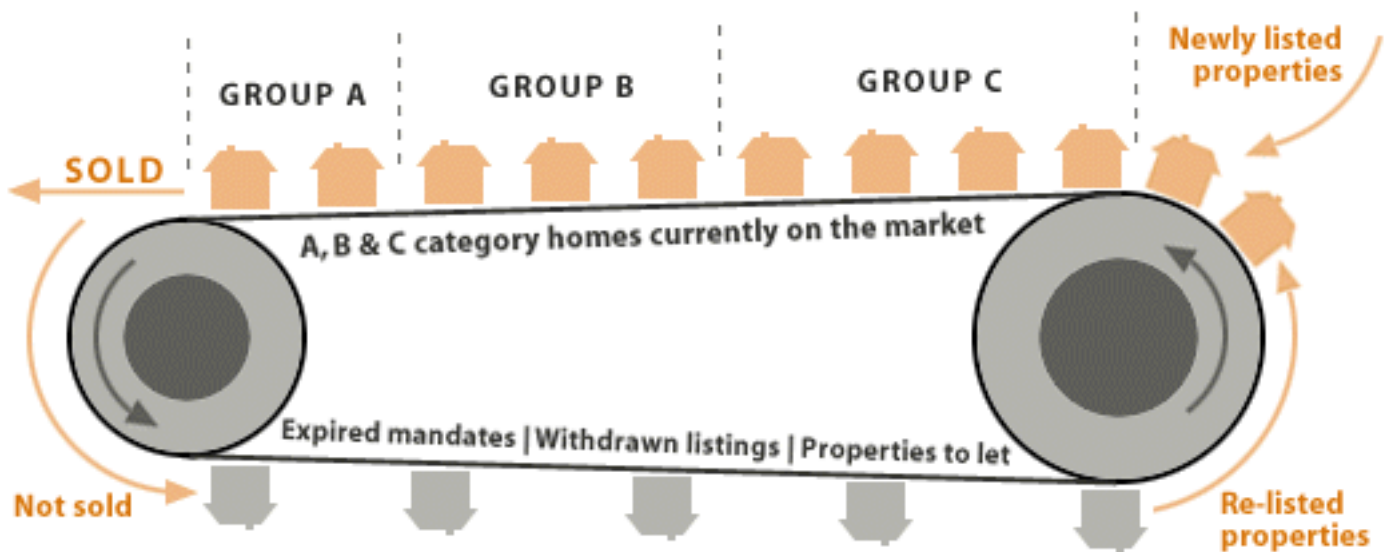 GROUP A
GROUP B
GROUP C
Newly listed
properties
SOLD
A, B & C category homes currently on the market
Expired mandates | Withdrawn listings | Properties to let
Not sold
Re-listed
properties